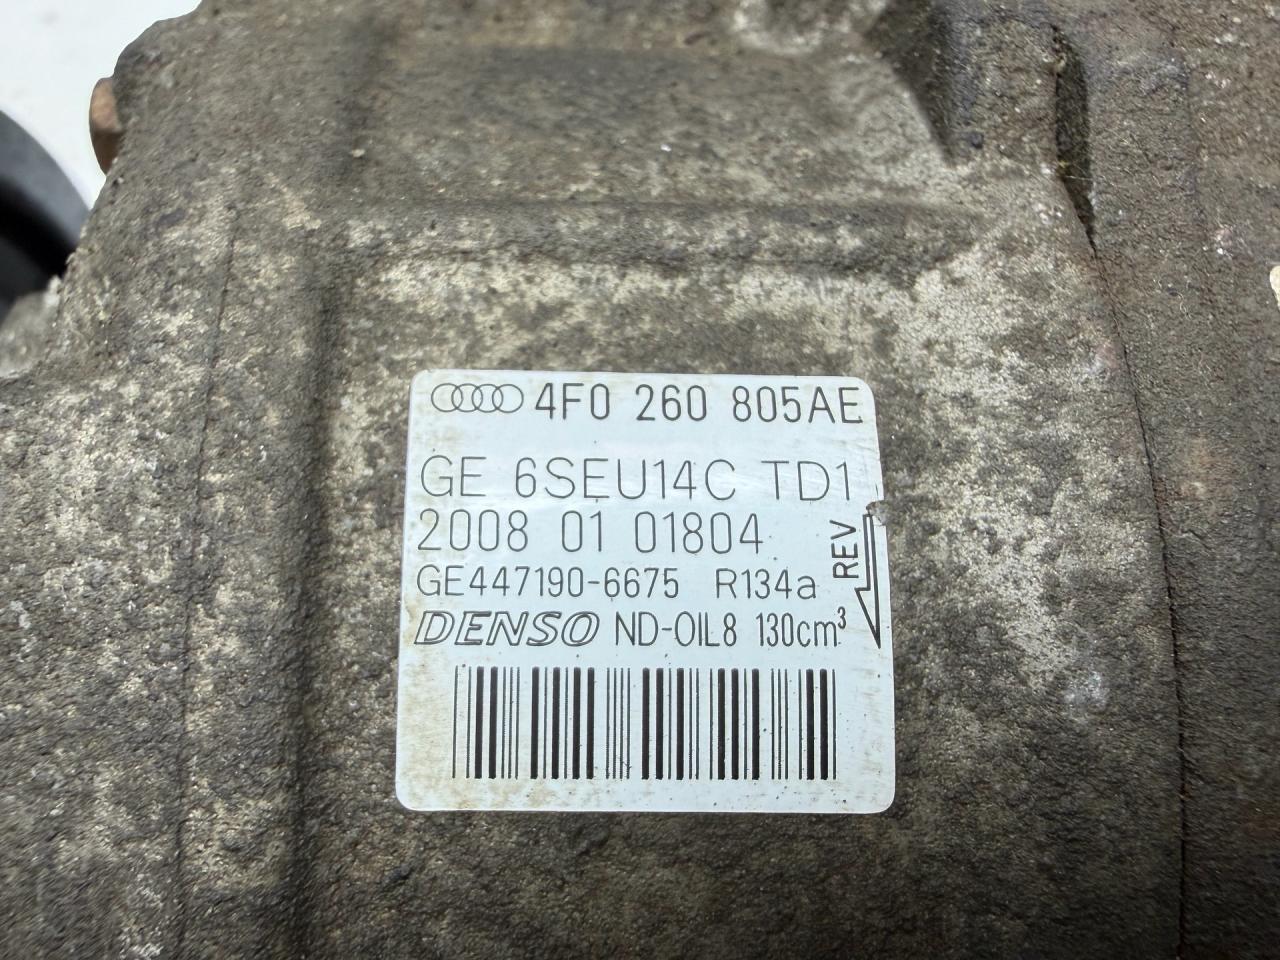 4F0 260 805AE
GE 6SEU14C TD1
2008 01 01804
GE447190-6675 R134a
DENSO ND-OIL8 130cm³
REV